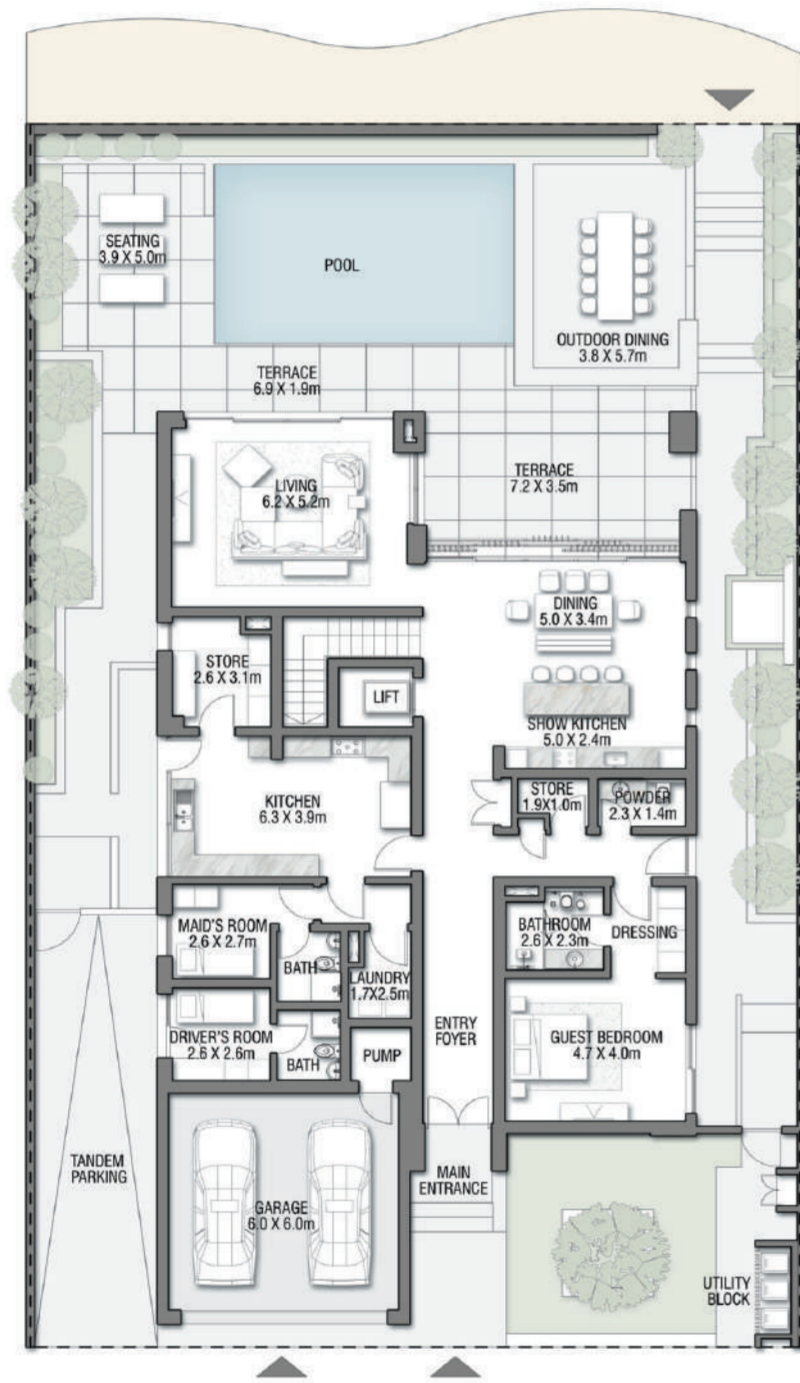 SEATING
3.9 X 5.0m
POOL
OUTDOOR DINING
3.8 X 5.7m
TERRACE
6.9 X 1.9m
LIVING
6.2 X 5.2m
TERRACE
7.2 X 3.5m
DINING
5.0 X 3.4m
STORE
2.6 X 3.1m
LIFT
SHOW KITCHEN
5.0 X 2.4m
KITCHEN
6.3 X 3.9m
STORE
1.9X1.0m
POWDER
2.3 X 1.4m
MAID'S ROOM
2.6 X 2.7m
BATH
LAUNDRY
1.7X2.5m
BATHROOM
2.6 X 2.3m
DRESSING
DRIVER'S ROOM
2.6 X 2.6m
BATH
PUMP
ENTRY
FOYER
GUEST BEDROOM
4.7 X 4.0m
TANDEM
PARKING
GARAGE
6.0 X 6.0m
MAIN
ENTRANCE
UTILITY
BLOCK